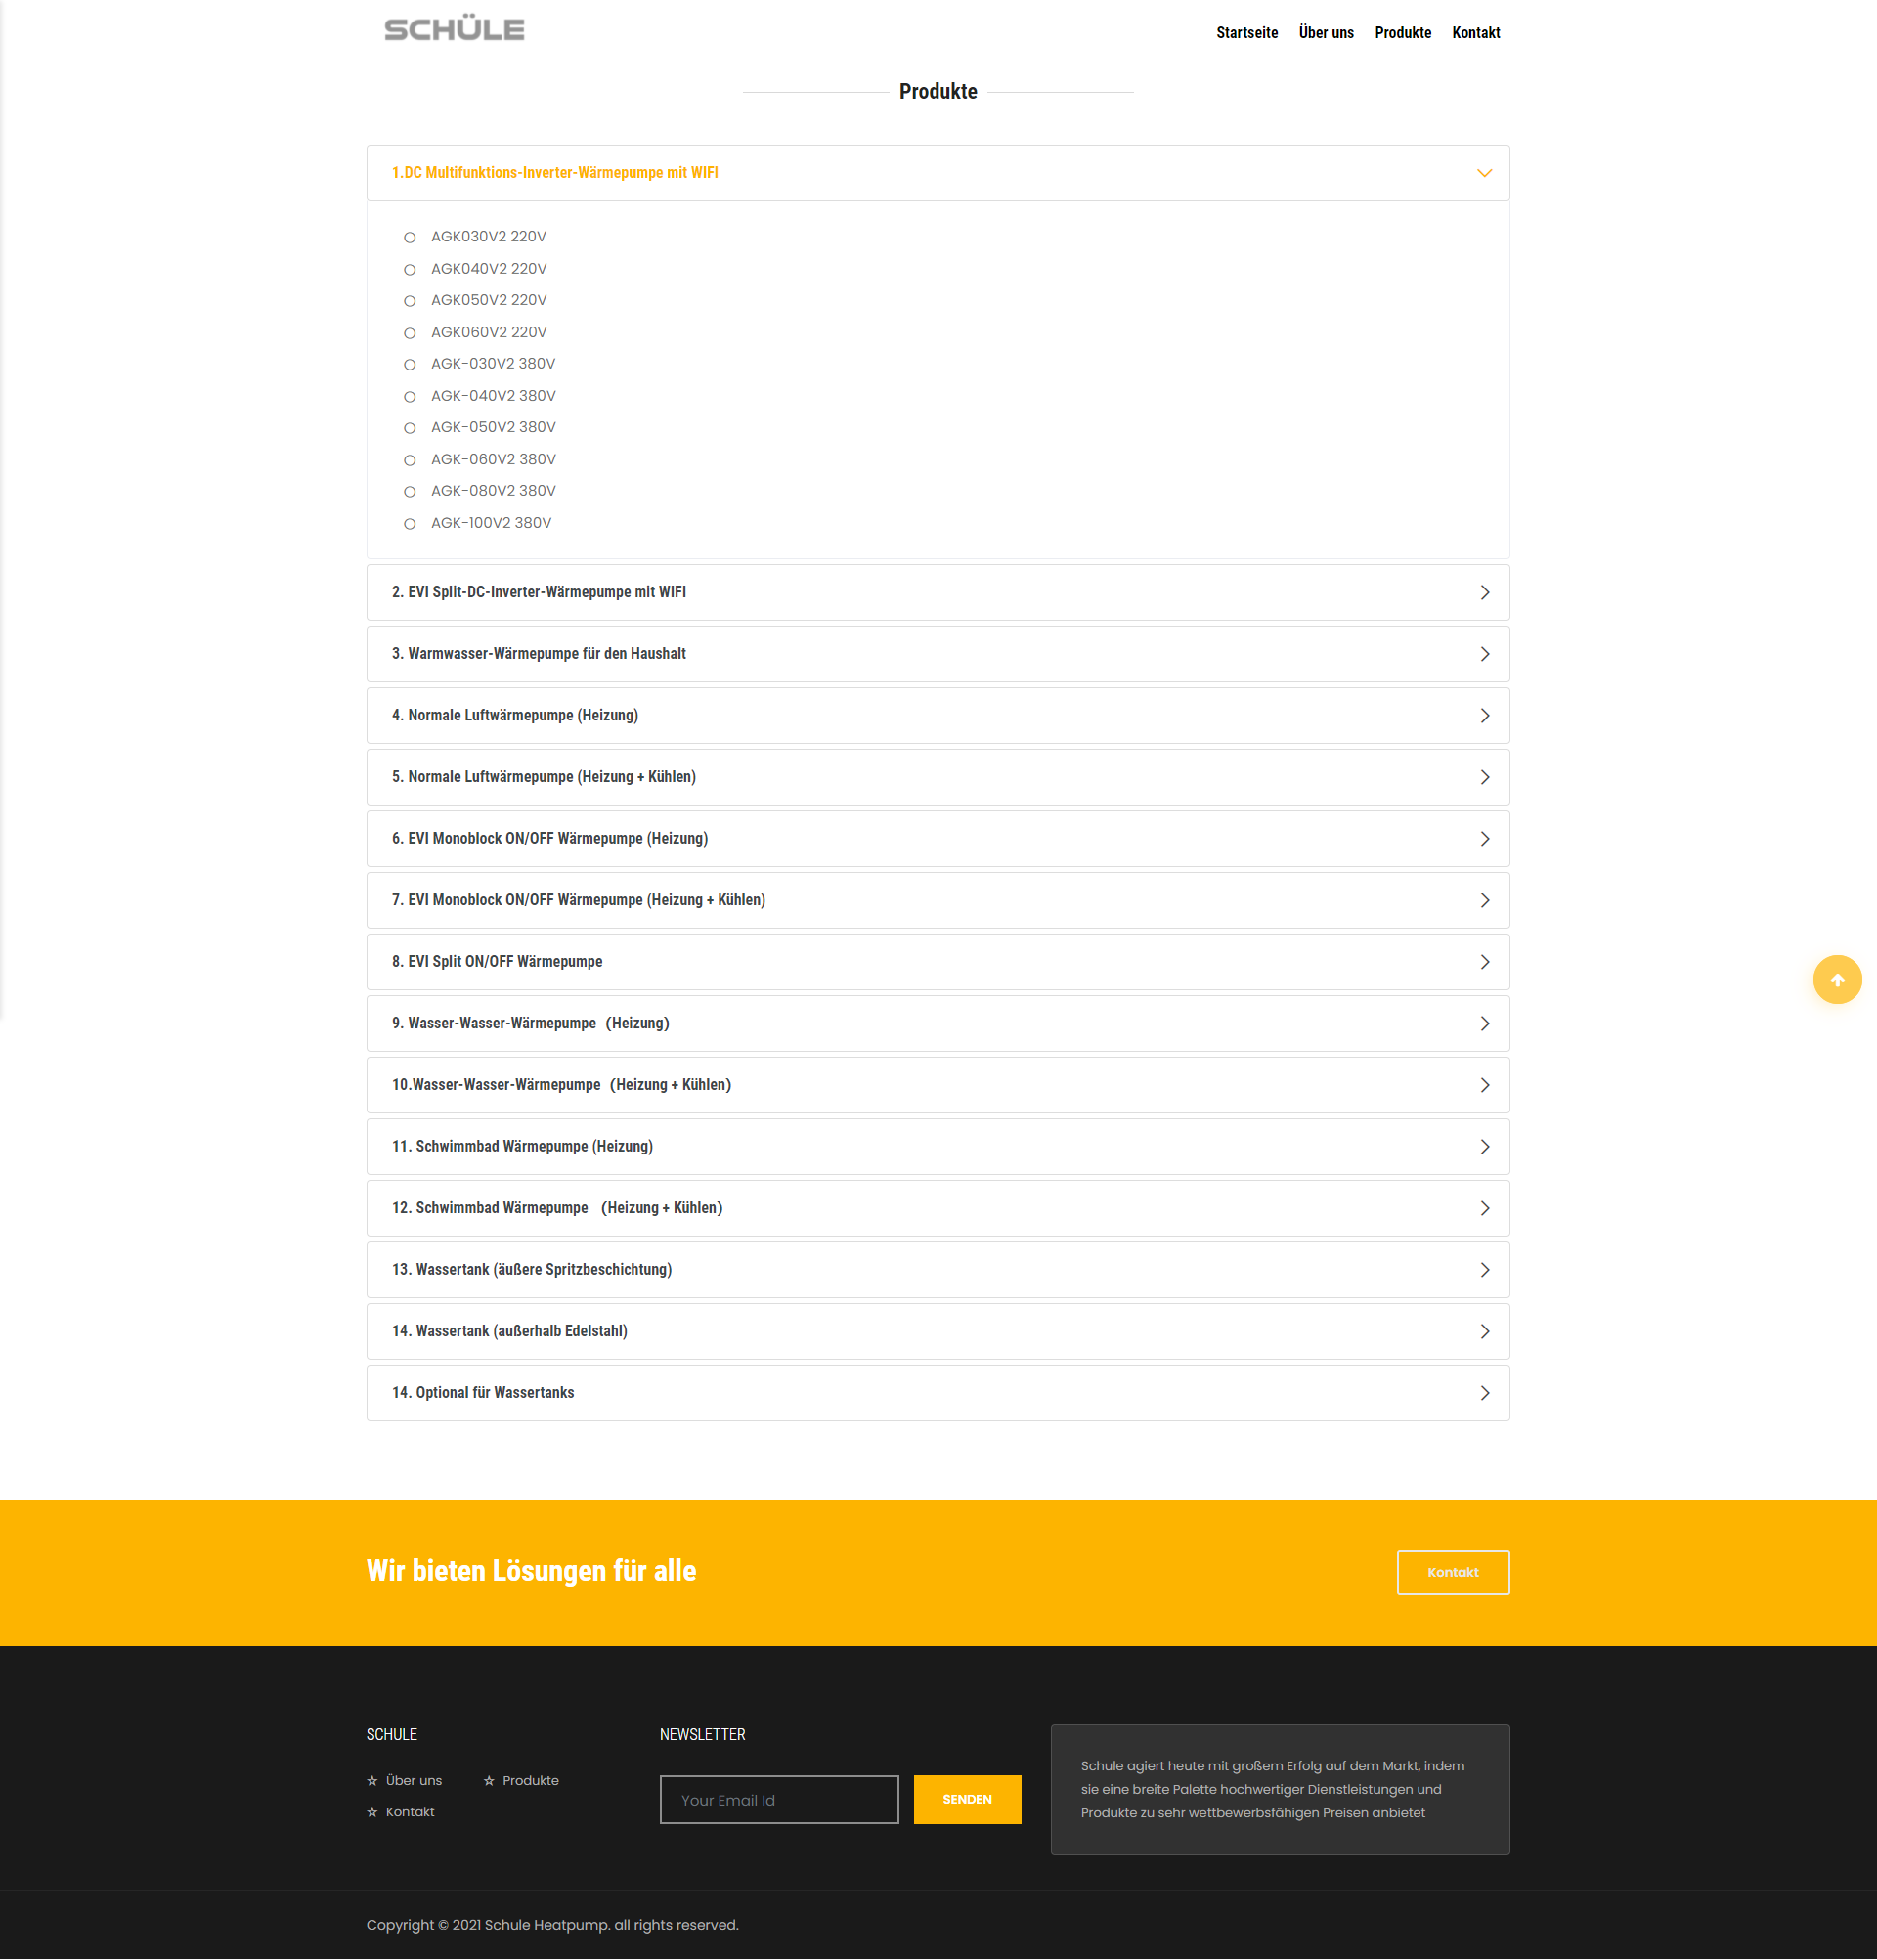 SCHÜLE
Startseite Über uns Produkte Kontakt
Produkte
1.DC Multifunktions-Inverter-Wärmepumpe mit WIFI
AGK030V2 220V
AGK040V2 220V
AGK050V2 220V
AGK060V2 220V
AGK-030V2 380V
AGK-040V2 380V
AGK-050V2 380V
AGK-060V2 380V
AGK-080V2 380V
AGK-100V2 380V
2. EVI Split-DC-Inverter-Wärmepumpe mit WIFI
3. Warmwasser-Wärmepumpe für den Haushalt
4. Normale Luftwärmepumpe (Heizung)
5. Normale Luftwärmepumpe (Heizung + Kühlen)
6. EVI Monoblock ON/OFF Wärmepumpe (Heizung)
7. EVI Monoblock ON/OFF Wärmepumpe (Heizung + Kühlen)
8. EVI Split ON/OFF Wärmepumpe
9. Wasser-Wasser-Wärmepumpe（Heizung）
10.Wasser-Wasser-Wärmepumpe（Heizung + Kühlen）
11. Schwimmbad Wärmepumpe (Heizung)
12. Schwimmbad Wärmepumpe （Heizung + Kühlen）
13. Wassertank (äußere Spritzbeschichtung)
14. Wassertank (außerhalb Edelstahl)
14. Optional für Wassertanks
Wir bieten Lösungen für alle
Kontakt
SCHULE
Über uns Produkte
Kontakt
NEWSLETTER
Your Email Id SENDEN
Schule agiert heute mit großem Erfolg auf dem Markt, indem
sie eine breite Palette hochwertiger Dienstleistungen und
Produkte zu sehr wettbewerbsfähigen Preisen anbietet
Copyright © 2021 Schule Heatpump. all rights reserved.